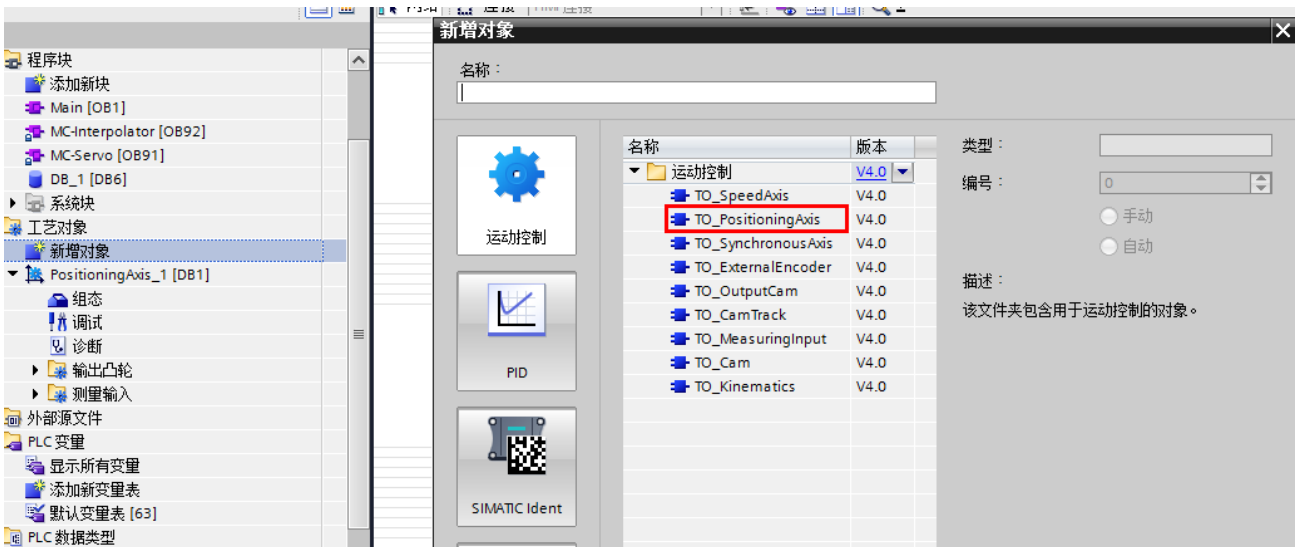 新增对象
程序块
添加新块
Main [OB1]
MC-Interpolator [OB92]
MC-Servo [OB91]
DB_1 [DB6]
系统块
工艺对象
新增对象
PositioningAxis_1 [DB1]
组态
调试
诊断
输出凸轮
测量输入
外部源文件
PLC 变量
显示所有变量
添加新变量表
默认变量表 [63]
PLC 数据类型
名称：
运动控制
PID
SIMATIC Ident
名称 版本
运动控制 V4.0
TO_SpeedAxis V4.0
TO_PositioningAxis V4.0
TO_SynchronousAxis V4.0
TO_ExternalEncoder V4.0
TO_OutputCam V4.0
TO_CamTrack V4.0
TO_MeasuringInput V4.0
TO_Cam V4.0
TO_Kinematics V4.0
类型：
编号： 0
手动
自动
描述：
该文件夹包含用于运动控制的对象。